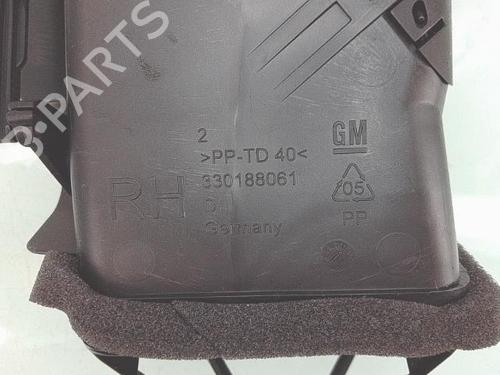 B-PARTS
2
GM
>PP-TD 40<
RH
330188061
05
D
PP
Germany